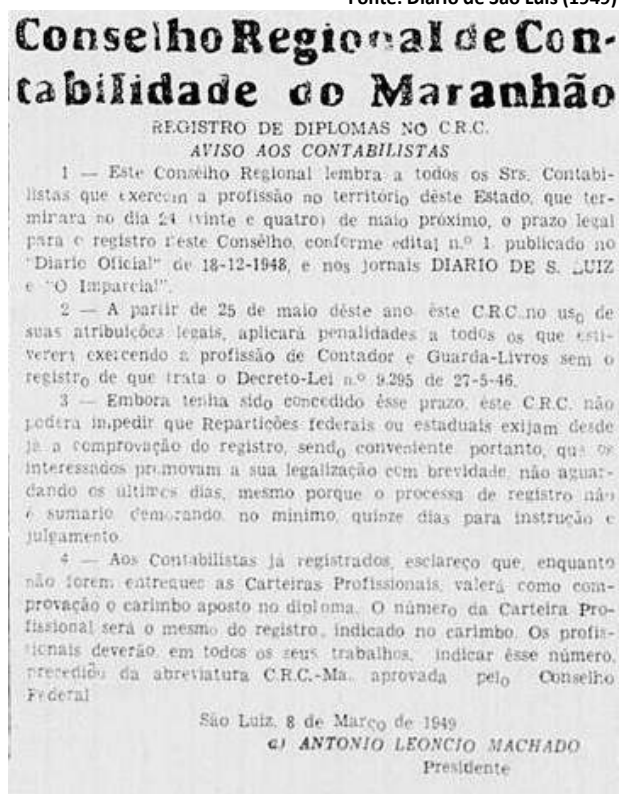 Fonte: Diário de São Luís (1949)
Conselho Regional de Con-
tabilidade do Maranhão
REGISTRO DE DIPLOMAS NO C.R.C.
AVISO AOS CONTABILISTAS
1 — Este Conselho Regional lembra a todos os Srs. Contabi-
listas que exercem a profissão no território dêste Estado, que ter-
minará no dia 24 (vinte e quatro) de maio próximo, o prazo legal
para o registro neste Consêlho, conforme edital n.º 1, publicado no
"Diario Oficial" de 18-12-1948, e nos jornais DIARIO DE S. LUIZ
e "O Imparcial".
2 — A partir de 25 de maio dêste ano, êste C.R.C. no uso de
suas atribuições legais, aplicará penalidades a todos os que esti-
verem exercendo a profissão de Contador e Guarda-Livros sem o
registro de que trata o Decreto-Lei n.º 9.295 de 27-5-46.
3 — Embora tenha sido concedido êsse prazo, êste C.R.C. não
poderá impedir que Repartições federais ou estaduais exijam desde
já a comprovação do registro, sendo conveniente, portanto, que os
interessados promovam a sua legalização com brevidade, não aguar-
dando os últimos dias, mesmo porque o processa de registro não
é sumario, demorando, no mínimo, quinze dias para instrução e
julgamento.
4 — Aos Contabilistas já registrados, esclareço que, enquanto
não forem entregues as Carteiras Profissionais, valerá como com-
provação o carimbo aposto no diploma. O número da Carteira Pro-
fissional será o mesmo do registro, indicado no carimbo. Os profis-
sionais deverão, em todos os seus trabalhos, indicar êsse número,
precedido da abreviatura C.R.C.-Ma. aprovada pelo Conselho
Federal
São Luiz, 8 de Março de 1949
a) ANTONIO LEONCIO MACHADO
Presidente